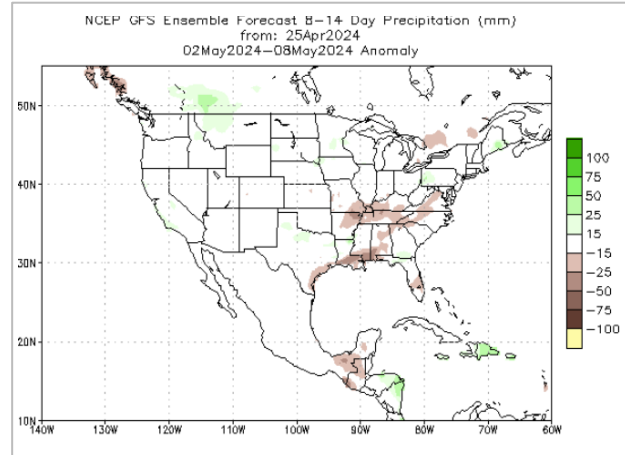 NCEP GFS Ensemble Forecast 8-14 Day Precipitation (mm)
from: 25Apr2024
02May2024-08May2024 Anomaly
50N
40N
30N
20N
10N
140W 130W 120W 110W 100W 90W 80W 70W 60W
100
75
50
25
15
-15
-25
-50
-75
-100